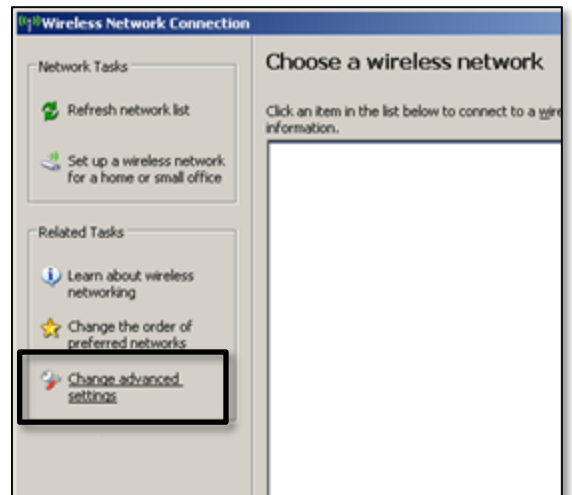 Wireless Network Connection
Network Tasks
Refresh network list
Set up a wireless network
for a home or small office
Related Tasks
Learn about wireless
networking
Change the order of
preferred networks
Change advanced
settings
Choose a wireless network
Click an item in the list below to connect to a
information.